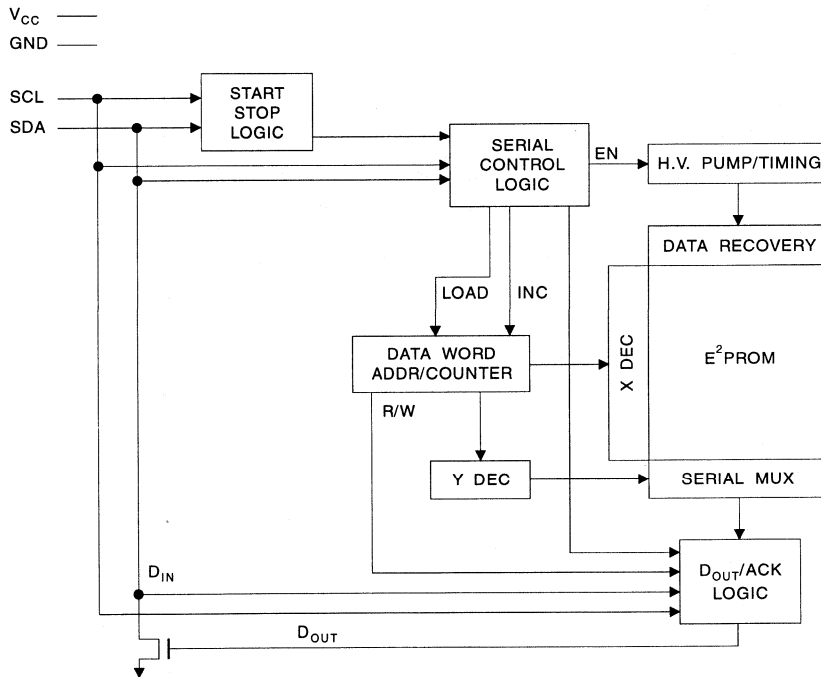 VCC
GND
SCL
SDA
START
STOP
LOGIC
SERIAL
CONTROL
LOGIC
EN
H.V. PUMP/TIMING
DATA RECOVERY
LOAD
INC
DATA WORD
ADDR/COUNTER
X DEC
E²PROM
R/W
Y DEC
SERIAL MUX
DIN
DOUT/ACK
LOGIC
DOUT